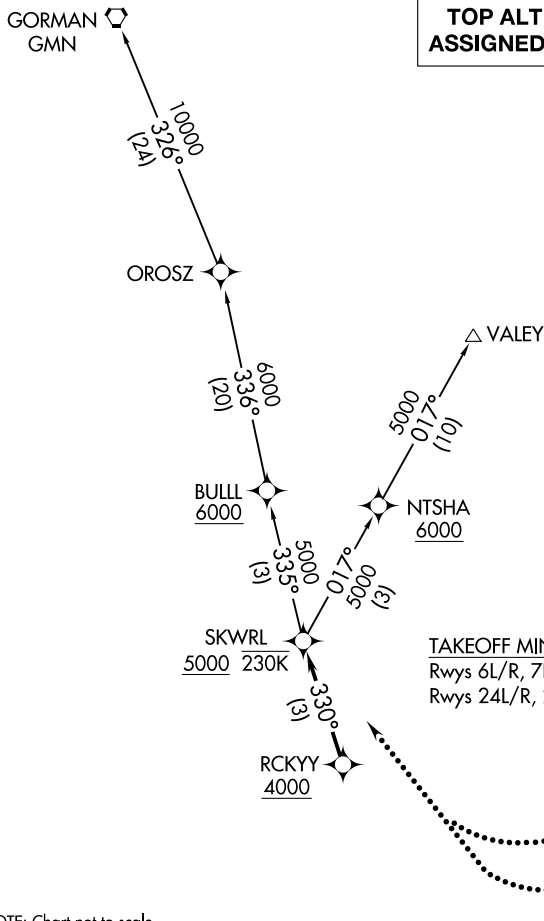 GORMAN
GMN
TOP ALT
ASSIGNED
10000
326°
(24)
OROSZ
VALEY
6000
336°
(20)
5000
017°
(10)
BULLL
6000
NTSHA
6000
5000
335°
(3)
017°
5000
(3)
SKWRL
5000 230K
TAKEOFF MIN
Rwys 6L/R, 7
Rwys 24L/R,
330°
(3)
RCKYY
4000
OTE: Chart not to scale